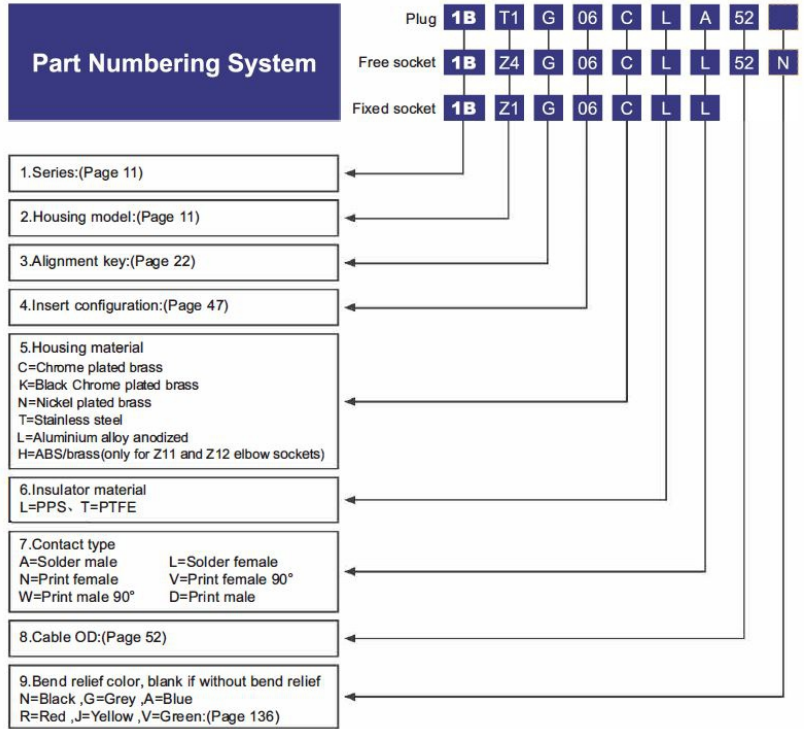 Part Numbering System
Plug 1B T1 G 06 C L A 52
Free socket 1B Z4 G 06 C L L 52 N
Fixed socket 1B Z1 G 06 C L L
1.Series:(Page 11)
2.Housing model:(Page 11)
3.Alignment key:(Page 22)
4.Insert configuration:(Page 47)
5.Housing material
C=Chrome plated brass
K=Black Chrome plated brass
N=Nickel plated brass
T=Stainless steel
L=Aluminium alloy anodized
H=ABS/brass(only for Z11 and Z12 elbow sockets)
6.Insulator material
L=PPS、T=PTFE
7.Contact type
A=Solder male L=Solder female
N=Print female V=Print female 90°
W=Print male 90° D=Print male
8.Cable OD:(Page 52)
9.Bend relief color, blank if without bend relief
N=Black ,G=Grey ,A=Blue
R=Red ,J=Yellow ,V=Green:(Page 136)